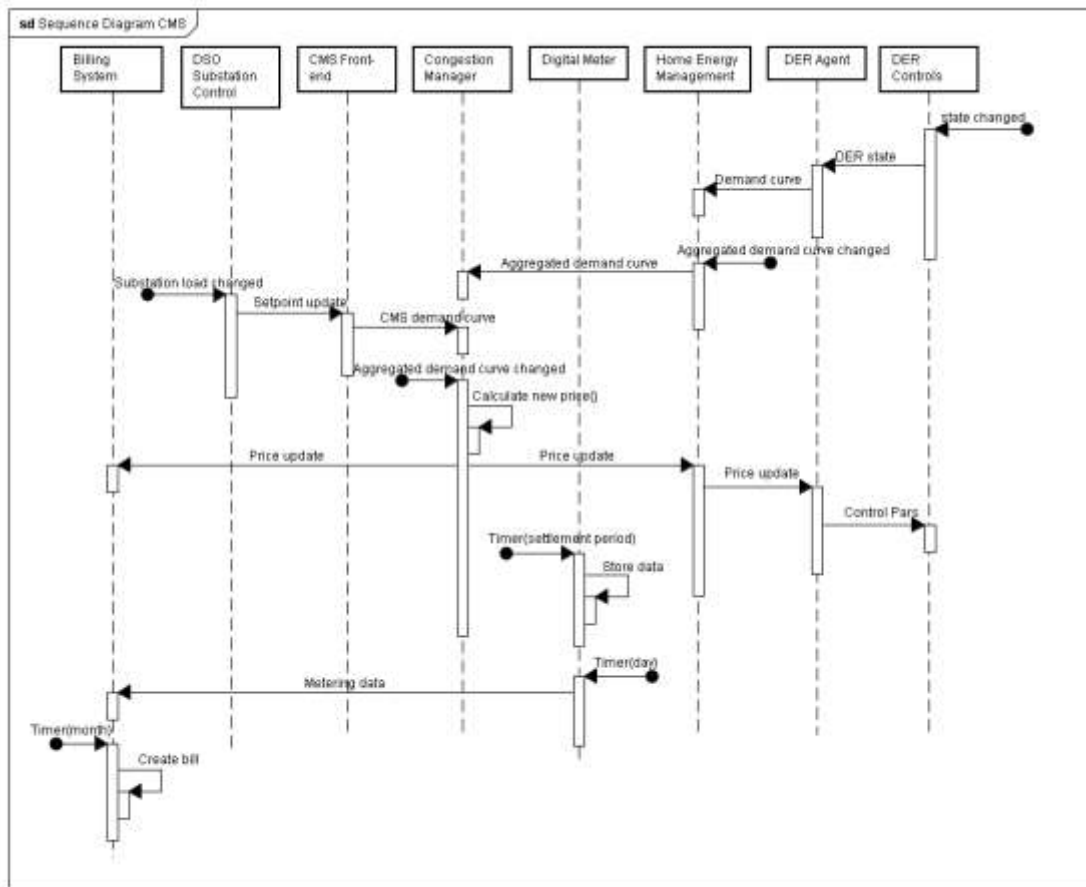 sd Sequence Diagram CMS
Billing
System
DSO
Substation
Control
CMS Front-
end
Congestion
Manager
Digital Meter
Home Energy
Management
DER Agent
DER
Controls
state changed
DER state
Demand curve
Aggregated demand curve changed
Aggregated demand curve
Substation load changed
Setpoint update
CMS demand curve
Aggregated demand curve changed
Calculate new price()
Price update
Price update
Price update
Control Pars
Timer(settlement period)
Store data
Timer(day)
Metering data
Timer(month)
Create bill